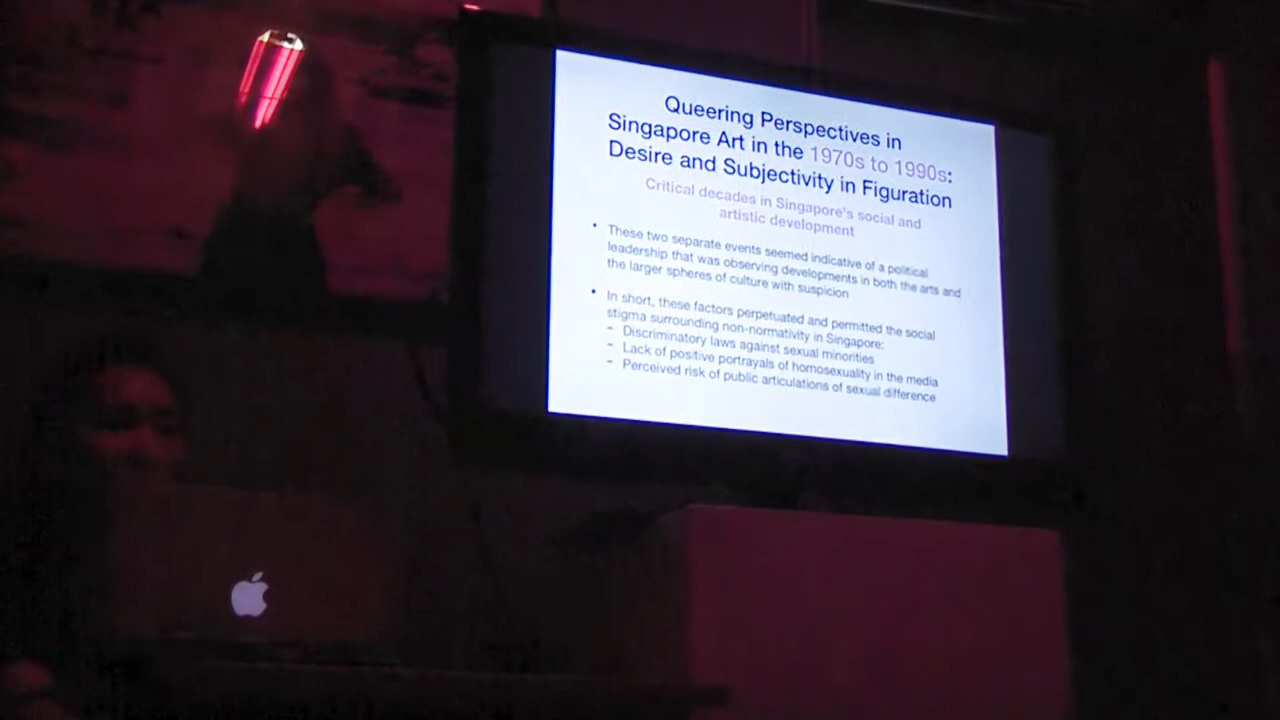 Queering Perspectives in
Singapore Art in the 1970s to 1990s:
Desire and Subjectivity in Figuration
Critical decades in Singapore's social and
artistic development
• These two separate events seemed indicative of a political
leadership that was observing developments in both the arts and
the larger spheres of culture with suspicion
• In short, these factors perpetuated and permitted the social
stigma surrounding non-normativity in Singapore:
– Discriminatory laws against sexual minorities
– Lack of positive portrayals of homosexuality in the media
– Perceived risk of public articulations of sexual difference